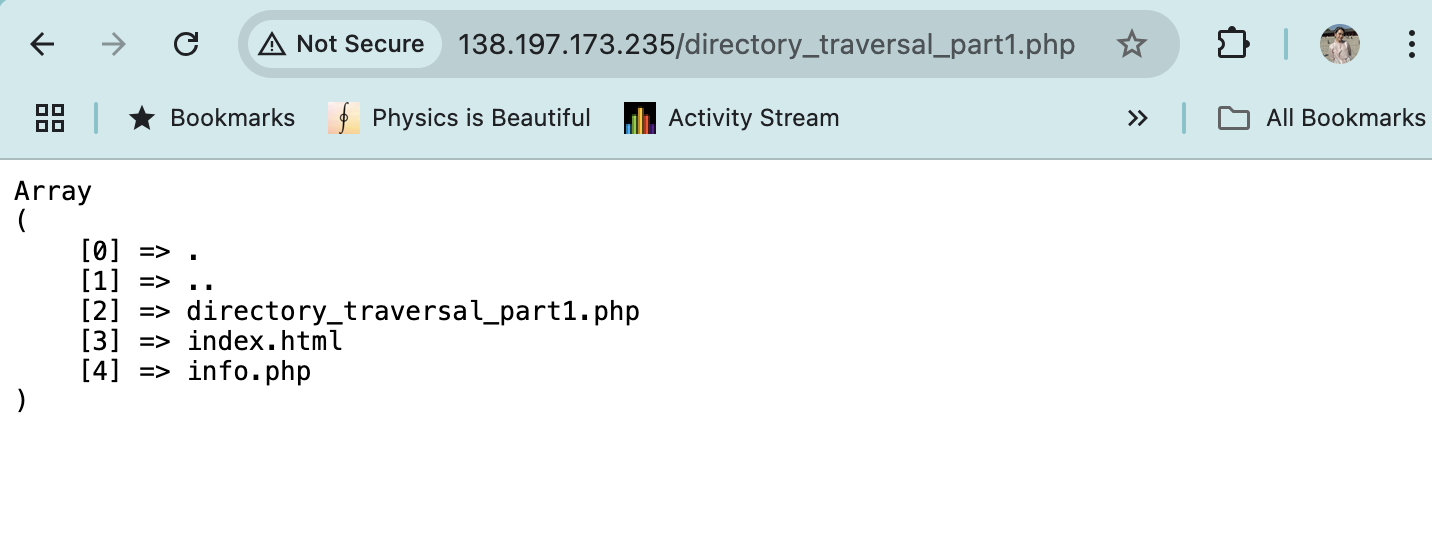 Not Secure 138.197.173.235/directory_traversal_part1.php
Bookmarks Physics is Beautiful Activity Stream All Bookmarks
Array
(
    [0] => .
    [1] => ..
    [2] => directory_traversal_part1.php
    [3] => index.html
    [4] => info.php
)